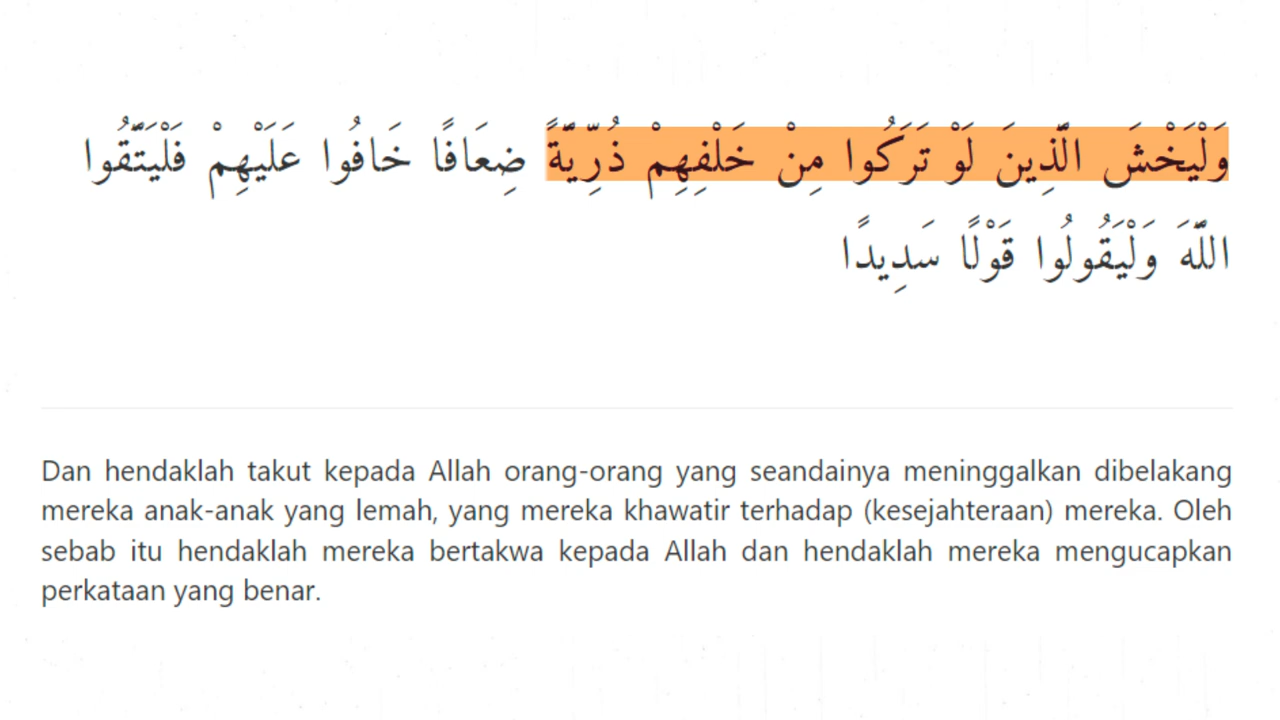 وَلْيَخْشَ الَّذِينَ لَوْ تَرَكُوا مِنْ خَلْفِهِمْ ذُرِّيَّةً ضِعَافًا خَافُوا عَلَيْهِمْ فَلْيَتَّقُوا
اللَّهَ وَلْيَقُولُوا قَوْلًا سَدِيدًا
Dan hendaklah takut kepada Allah orang-orang yang seandainya meninggalkan dibelakang
mereka anak-anak yang lemah, yang mereka khawatir terhadap (kesejahteraan) mereka. Oleh
sebab itu hendaklah mereka bertakwa kepada Allah dan hendaklah mereka mengucapkan
perkataan yang benar.